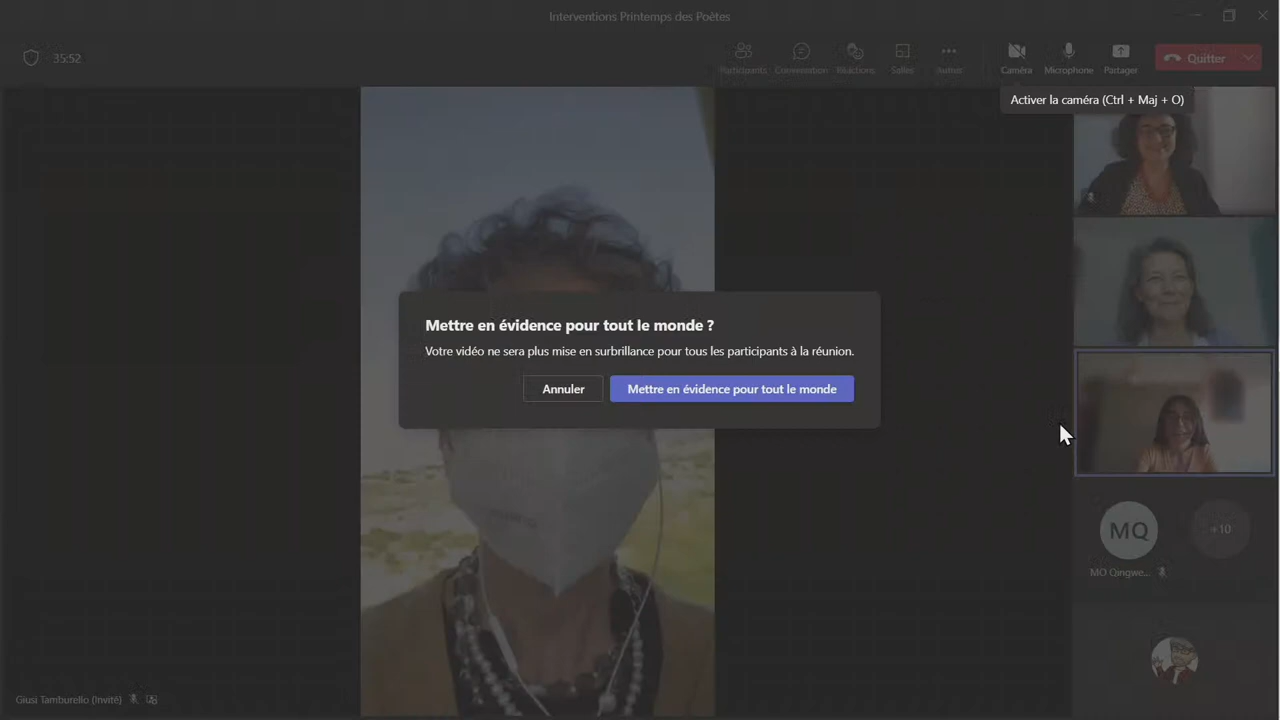 Interventions Printemps des Poètes
35:52
Participants
Conversation
Réactions
Salles
Autres
Caméra
Microphone
Partager
Quitter
Activer la caméra (Ctrl + Maj + O)
Mettre en évidence pour tout le monde ?
Votre vidéo ne sera plus mise en surbrillance pour tous les participants à la réunion.
Annuler
Mettre en évidence pour tout le monde
MQ
+10
MO Qingwe...
Giusi Tamburello (Invité)